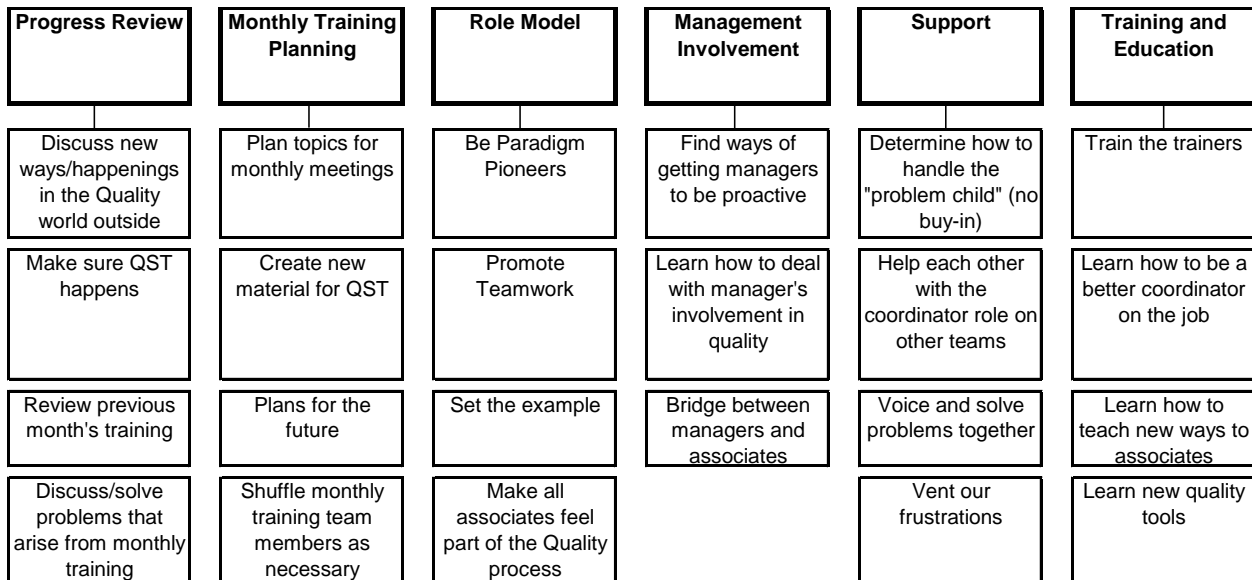 Progress Review
Monthly Training
Planning
Role Model
Management
Involvement
Support
Training and
Education
Discuss new
ways/happenings
in the Quality
world outside
Plan topics for
monthly meetings
Be Paradigm
Pioneers
Find ways of
getting managers
to be proactive
Determine how to
handle the
"problem child" (no
buy-in)
Train the trainers
Make sure QST
happens
Create new
material for QST
Promote
Teamwork
Learn how to deal
with manager's
involvement in
quality
Help each other
with the
coordinator role on
other teams
Learn how to be a
better coordinator
on the job
Review previous
month's training
Plans for the
future
Set the example
Bridge between
managers and
associates
Voice and solve
problems together
Learn how to
teach new ways to
associates
Discuss/solve
problems that
arise from monthly
training
Shuffle monthly
training team
members as
necessary
Make all
associates feel
part of the Quality
process
Vent our
frustrations
Learn new quality
tools